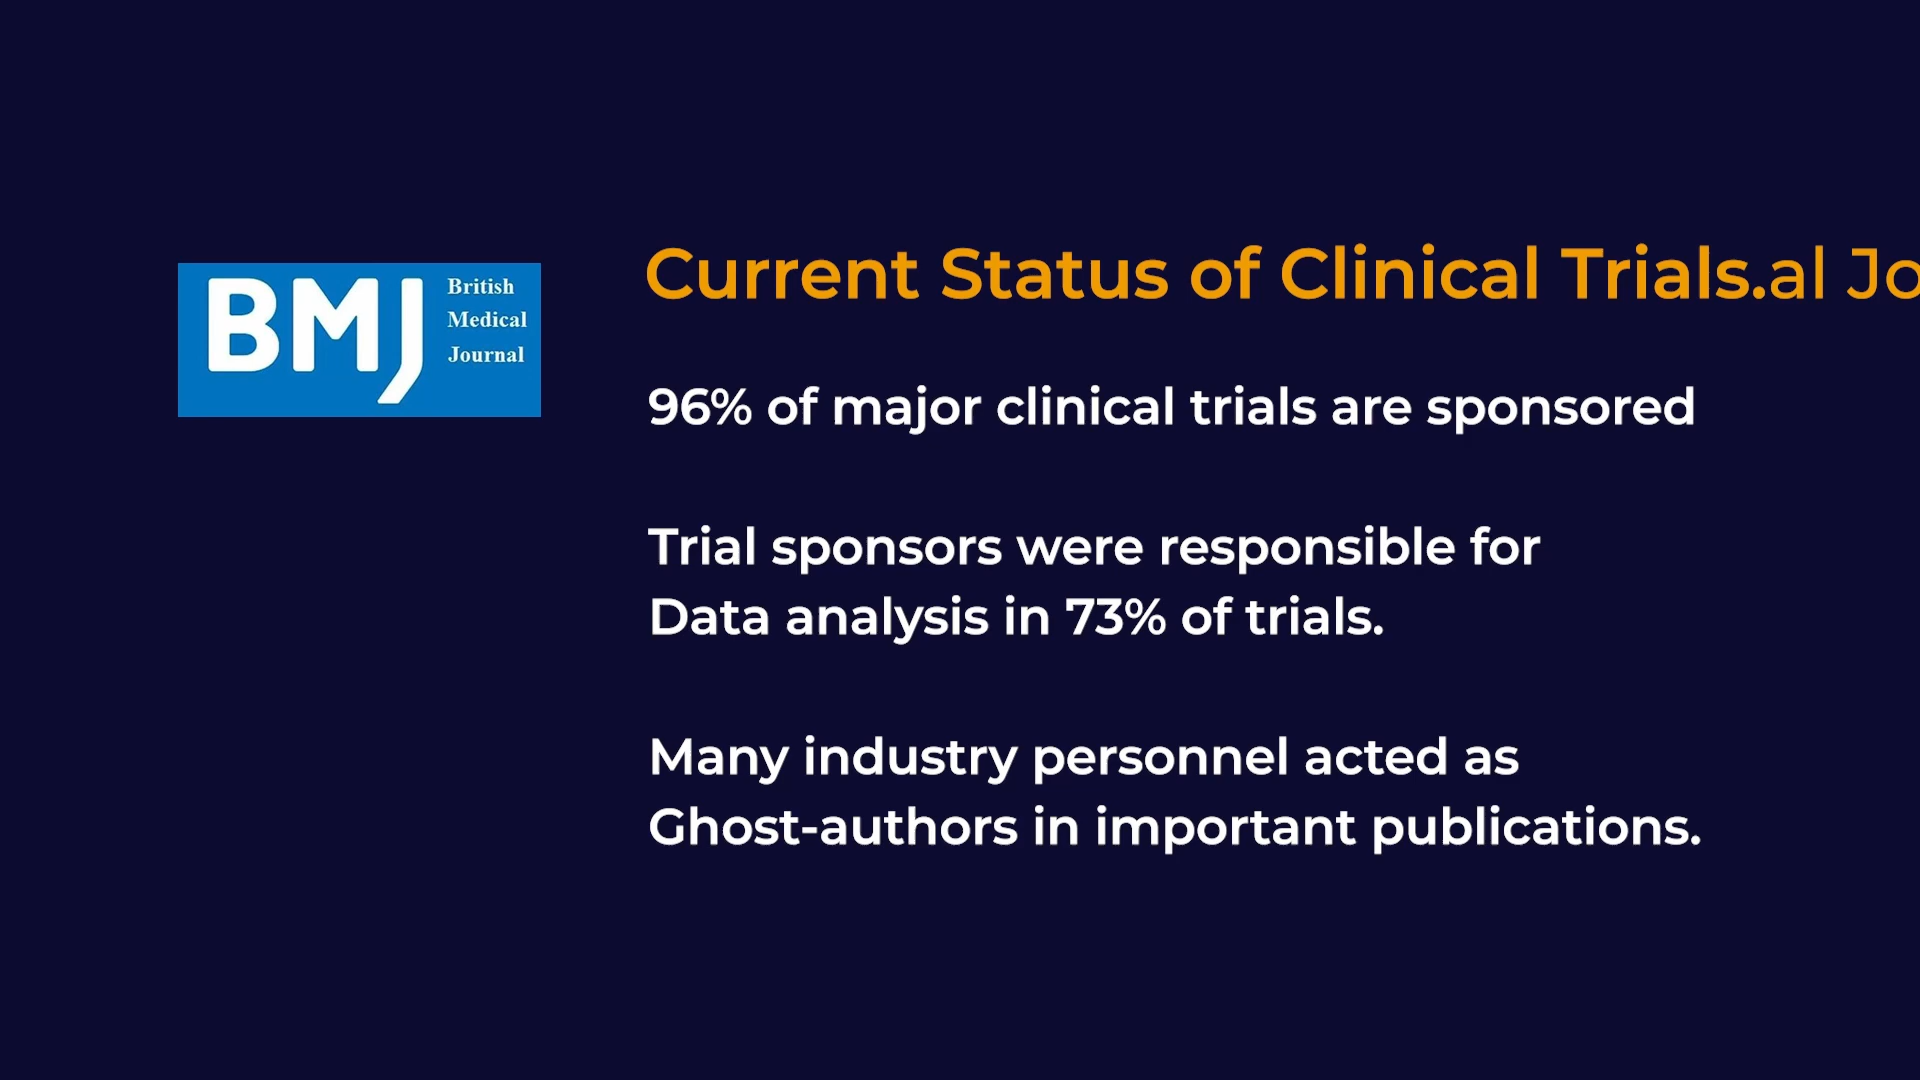 BMJ
British
Medical
Journal
Current Status of Clinical Trials.al Jo
96% of major clinical trials are sponsored
Trial sponsors were responsible for
Data analysis in 73% of trials.
Many industry personnel acted as
Ghost-authors in important publications.